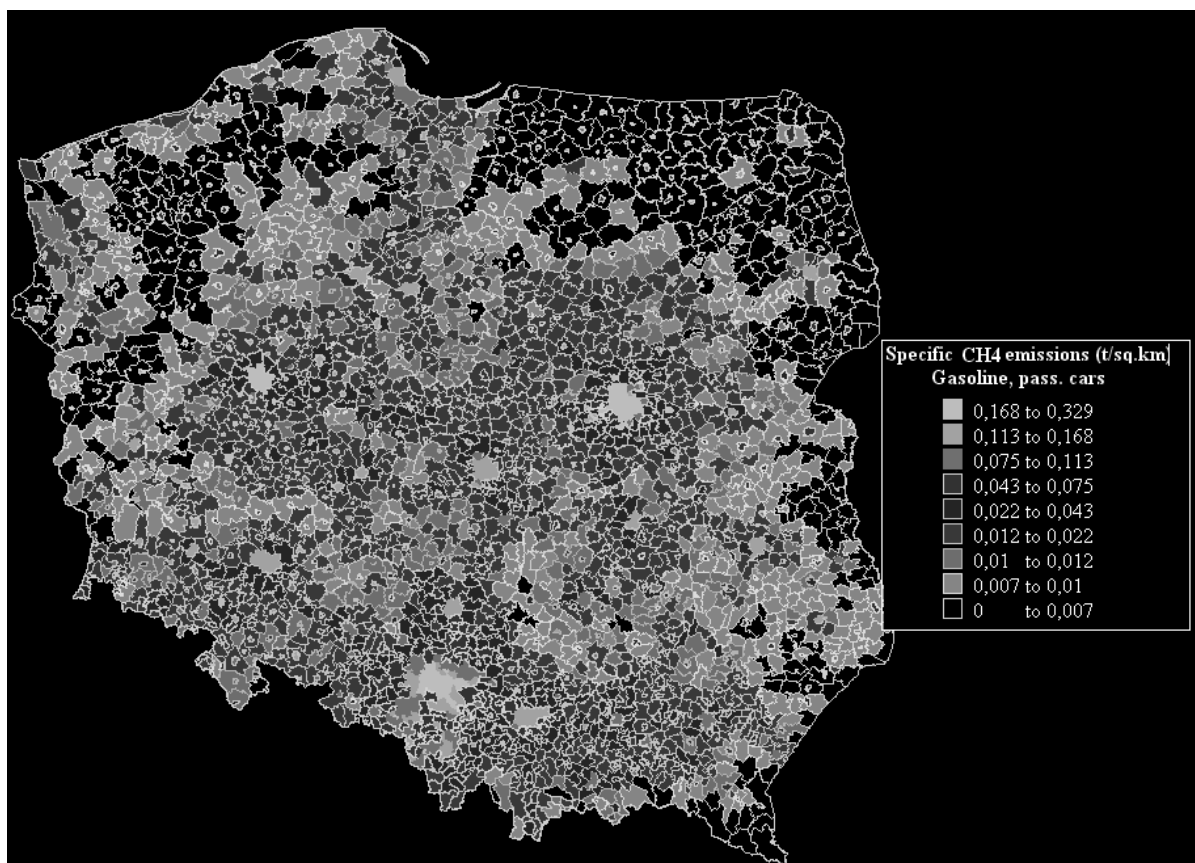 Specific CH4 emissions (t/sq.km)
Gasoline, pass. cars
0,168 to 0,329
0,113 to 0,168
0,075 to 0,113
0,043 to 0,075
0,022 to 0,043
0,012 to 0,022
0,01 to 0,012
0,007 to 0,01
0 to 0,007